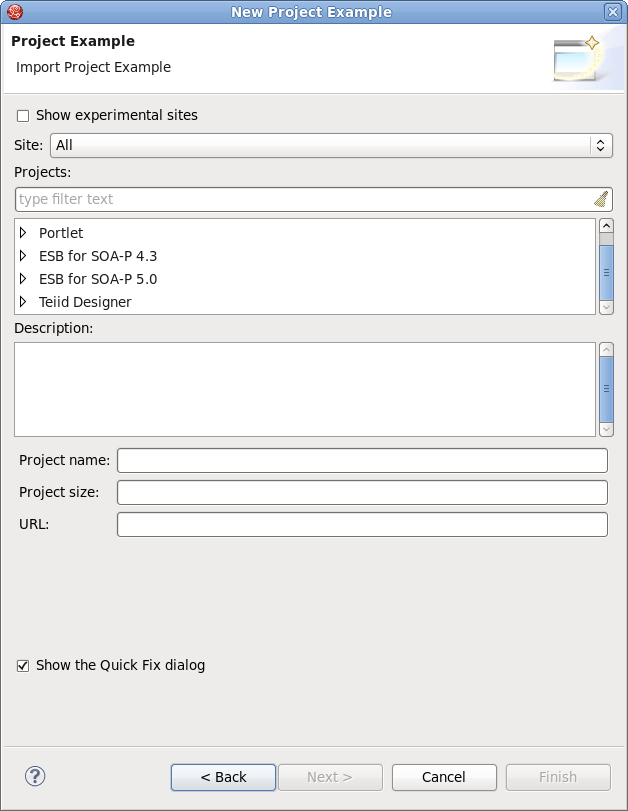 New Project Example
Project Example
Import Project Example
Show experimental sites
Site: All
Projects:
type filter text
Portlet
ESB for SOA-P 4.3
ESB for SOA-P 5.0
Teiid Designer
Description:
Project name:
Project size:
URL:
Show the Quick Fix dialog
? < Back Next > Cancel Finish